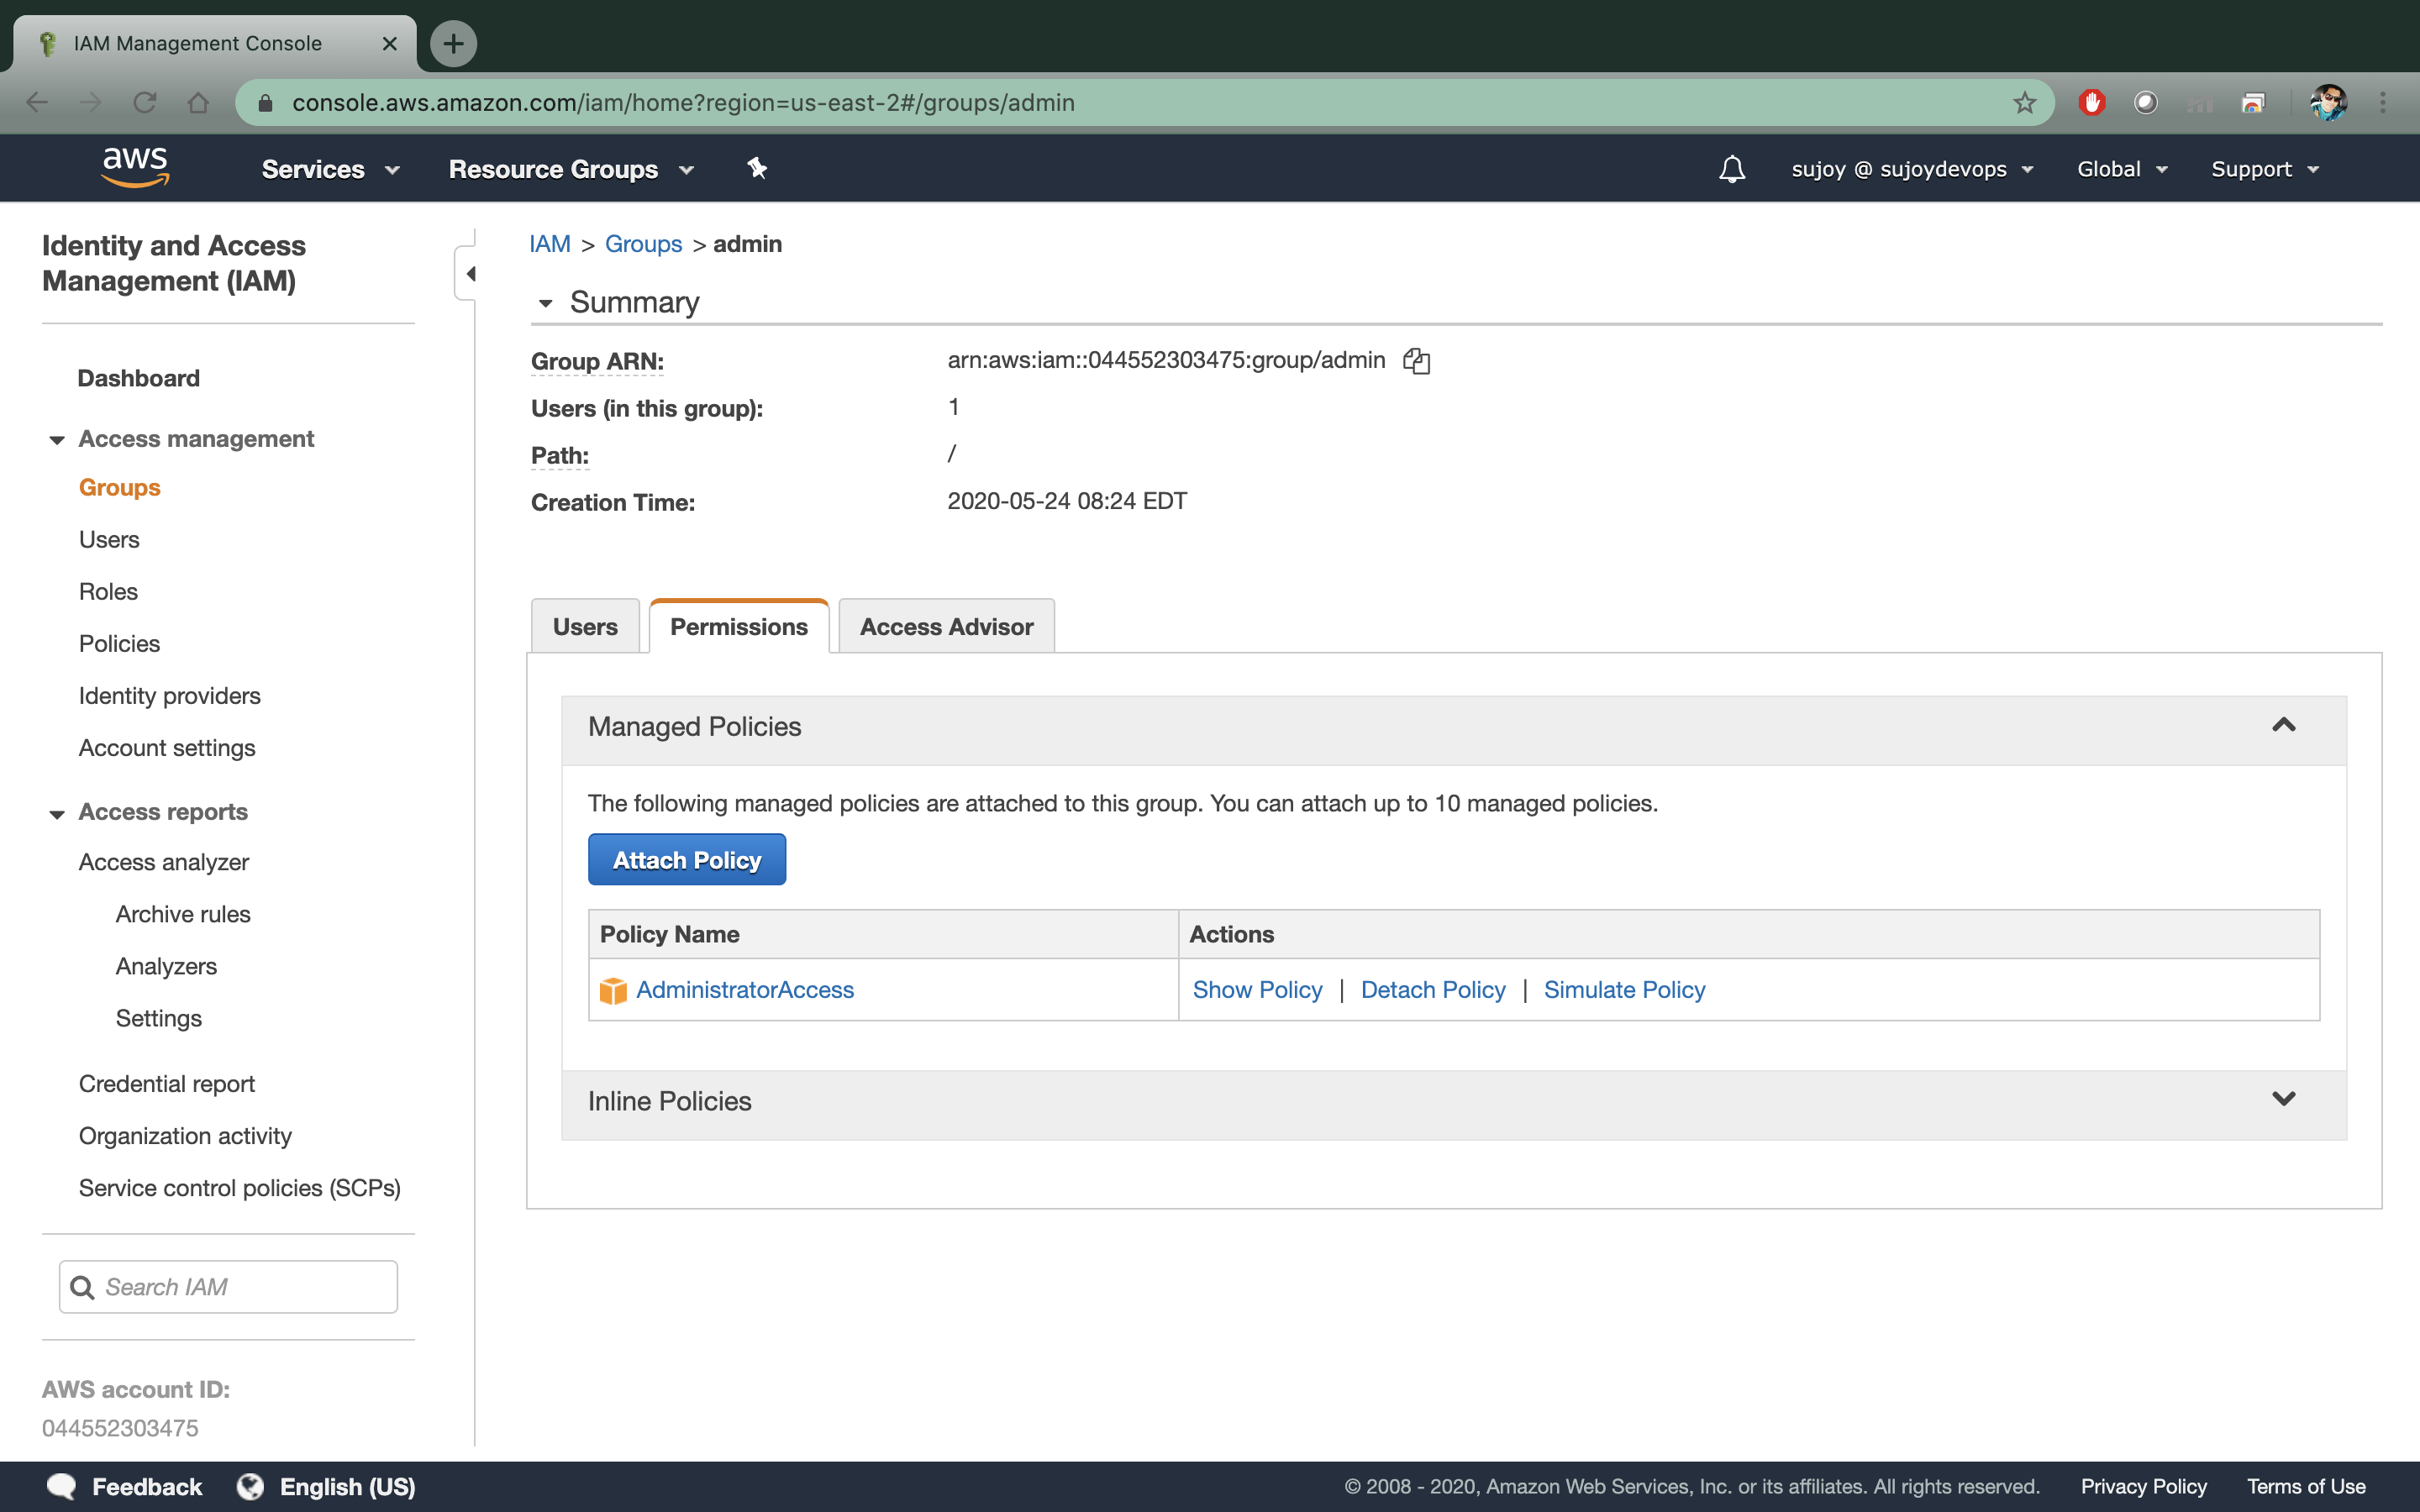 IAM Management Console
console.aws.amazon.com/iam/home?region=us-east-2#/groups/admin
aws
Services
Resource Groups
sujoy @ sujoydevops
Global
Support
Identity and Access
Management (IAM)
Dashboard
Access management
Groups
Users
Roles
Policies
Identity providers
Account settings
Access reports
Access analyzer
Archive rules
Analyzers
Settings
Credential report
Organization activity
Service control policies (SCPs)
Search IAM
AWS account ID:
044552303475
IAM > Groups > admin
Summary
Group ARN: arn:aws:iam::044552303475:group/admin
Users (in this group): 1
Path: /
Creation Time: 2020-05-24 08:24 EDT
Users
Permissions
Access Advisor
Managed Policies
The following managed policies are attached to this group. You can attach up to 10 managed policies.
Attach Policy
Policy Name Actions
AdministratorAccess Show Policy | Detach Policy | Simulate Policy
Inline Policies
Feedback
English (US)
© 2008 - 2020, Amazon Web Services, Inc. or its affiliates. All rights reserved.
Privacy Policy
Terms of Use